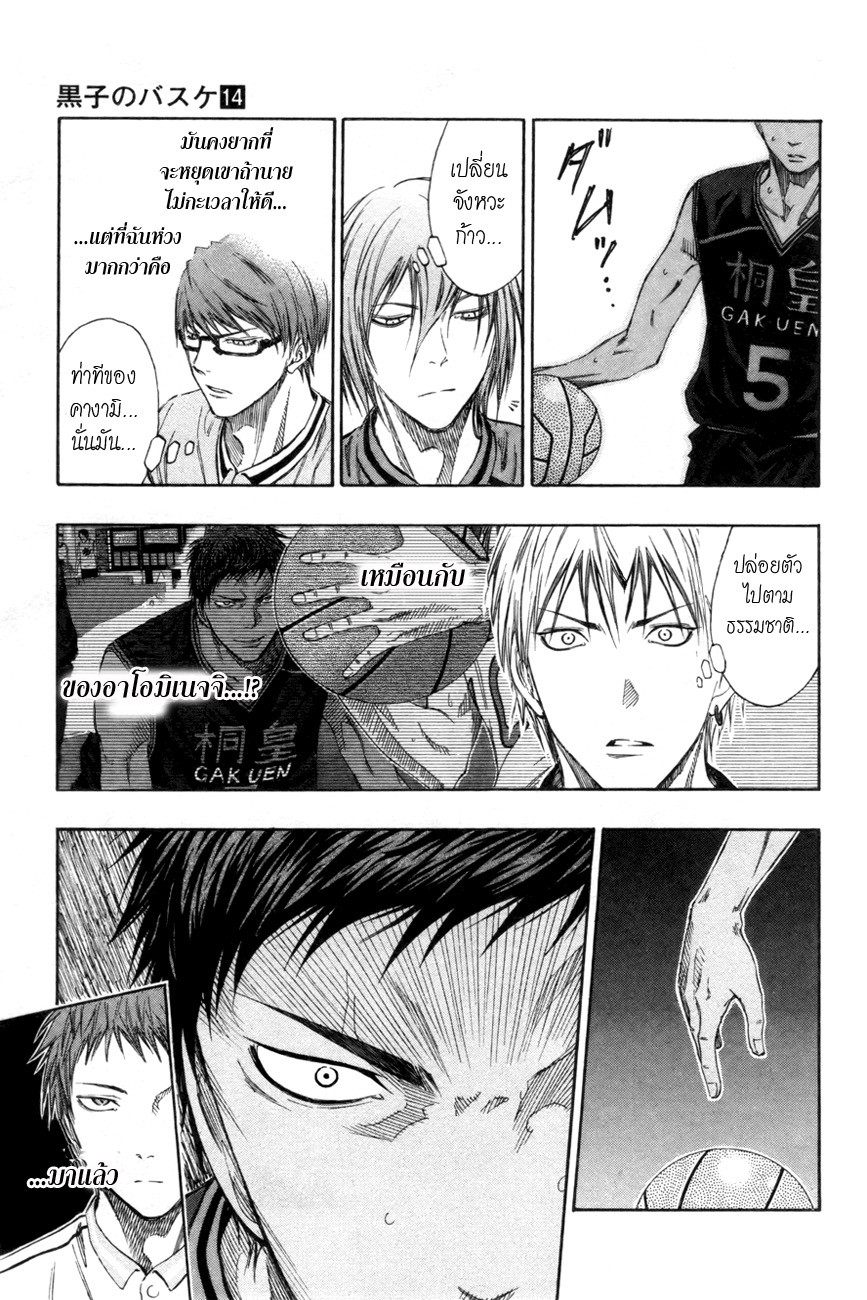 黒子のバスケ14
ダムッ…
桐皇
GAKUEN
5
เปลี่ยน
จังหวะ
ก้าว...
มันคงยากที่
จะหยุดเขาถ้านาย
ไม่กะเวลาให้ดี...
...แต่ที่ฉันห่วง
มากกว่าคือ
ท่าทีของ
คางามิ...
นั่นมัน...
ปล่อยตัว
ไปตาม
ธรรมชาติ...
เหมือนกับ
ของอาโอมิเนจจิ...!?
桐皇
GAKUEN
...มาแล้ว